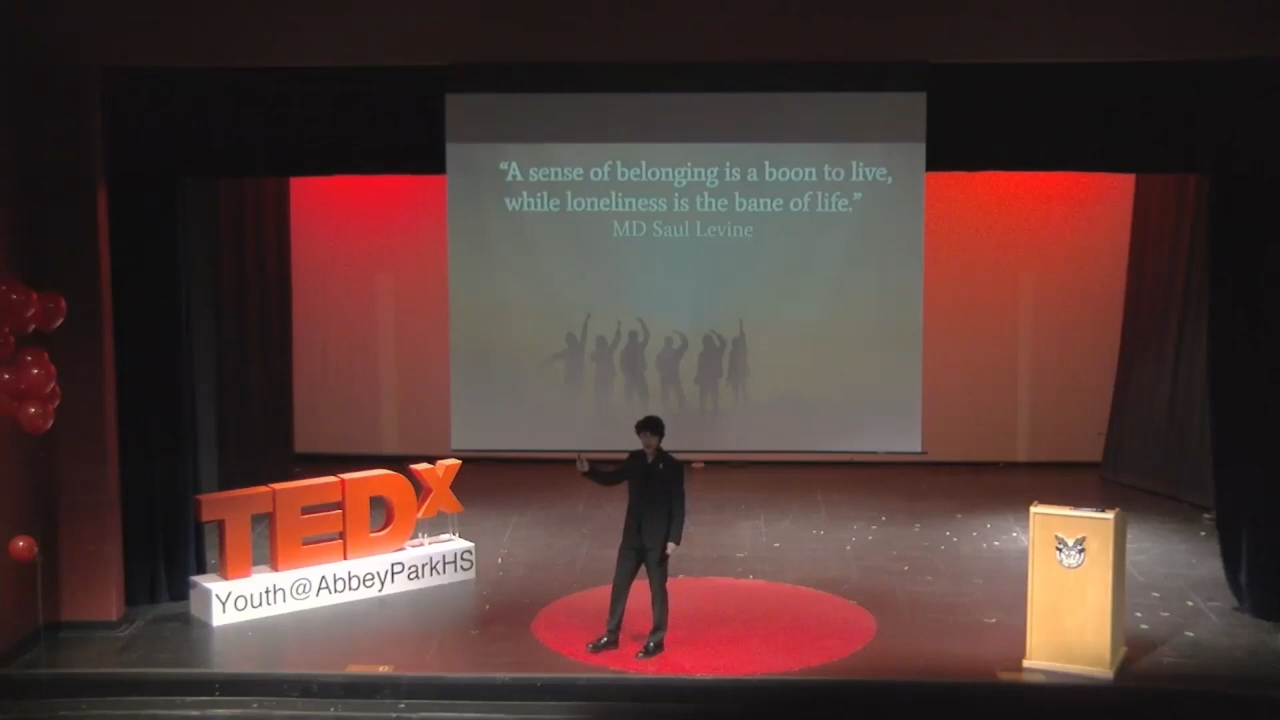 “A sense of belonging is a boon to live,
while loneliness is the bane of life.”
MD Saul Levine
TEDx
Youth@AbbeyParkHS